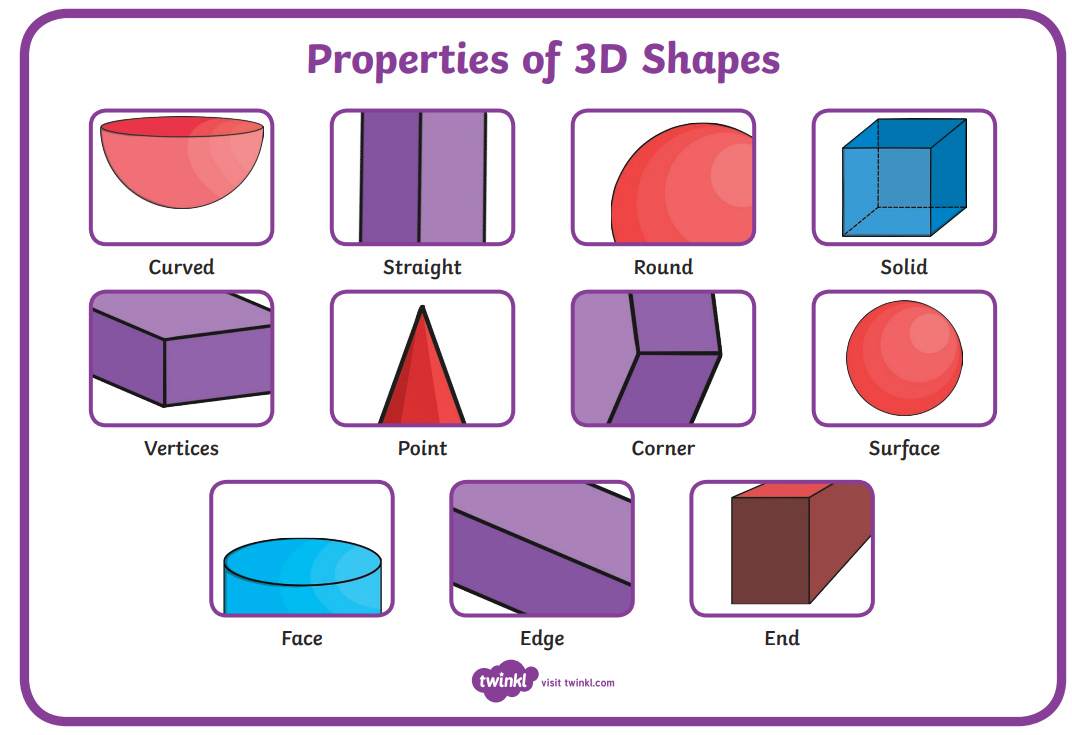 Properties of 3D Shapes
Curved
Straight
Round
Solid
Vertices
Point
Corner
Surface
Face
Edge
End
twinkl visit twinkl.com